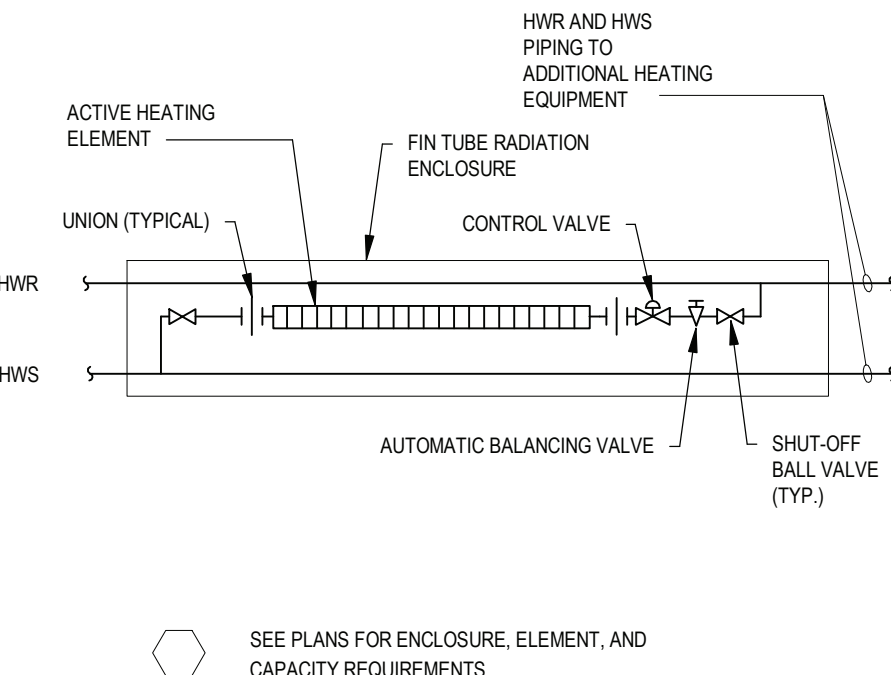 HWR AND HWS
PIPING TO
ADDITIONAL HEATING
EQUIPMENT
ACTIVE HEATING
ELEMENT
FIN TUBE RADIATION
ENCLOSURE
UNION (TYPICAL)
CONTROL VALVE
HWR
HWS
AUTOMATIC BALANCING VALVE
SHUT-OFF
BALL VALVE
(TYP.)
SEE PLANS FOR ENCLOSURE, ELEMENT, AND
CAPACITY REQUIREMENTS